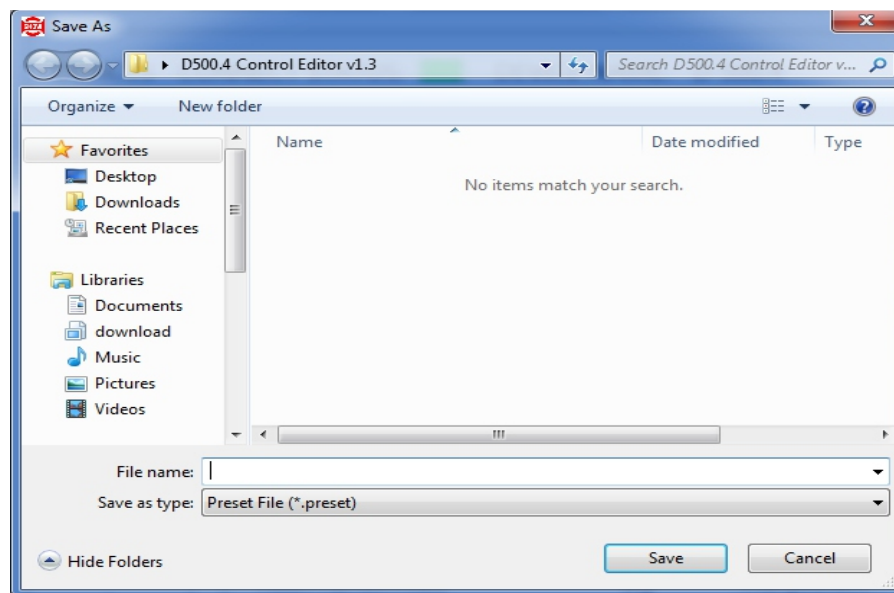 Save As
D500.4 Control Editor v1.3
Search D500.4 Control Editor v...
Organize
New folder
Name
Date modified
Type
No items match your search.
Favorites
Desktop
Downloads
Recent Places
Libraries
Documents
download
Music
Pictures
Videos
File name:
Save as type: Preset File (*.preset)
Hide Folders
Save
Cancel